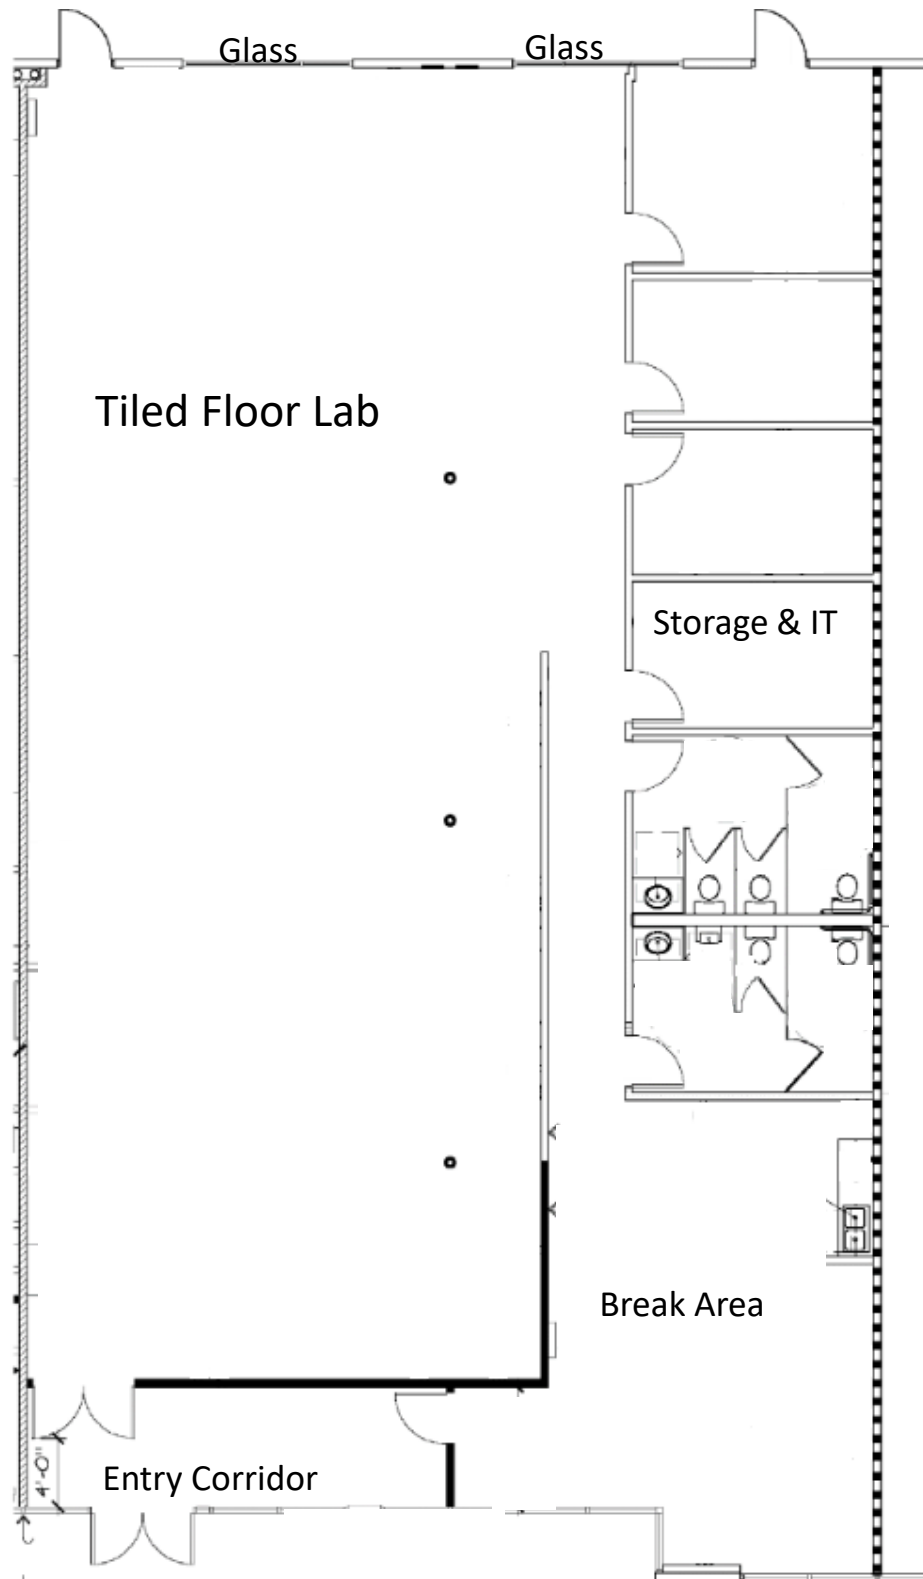 Glass
Glass
Tiled Floor Lab
Storage & IT
Break Area
Entry Corridor
4'-0"